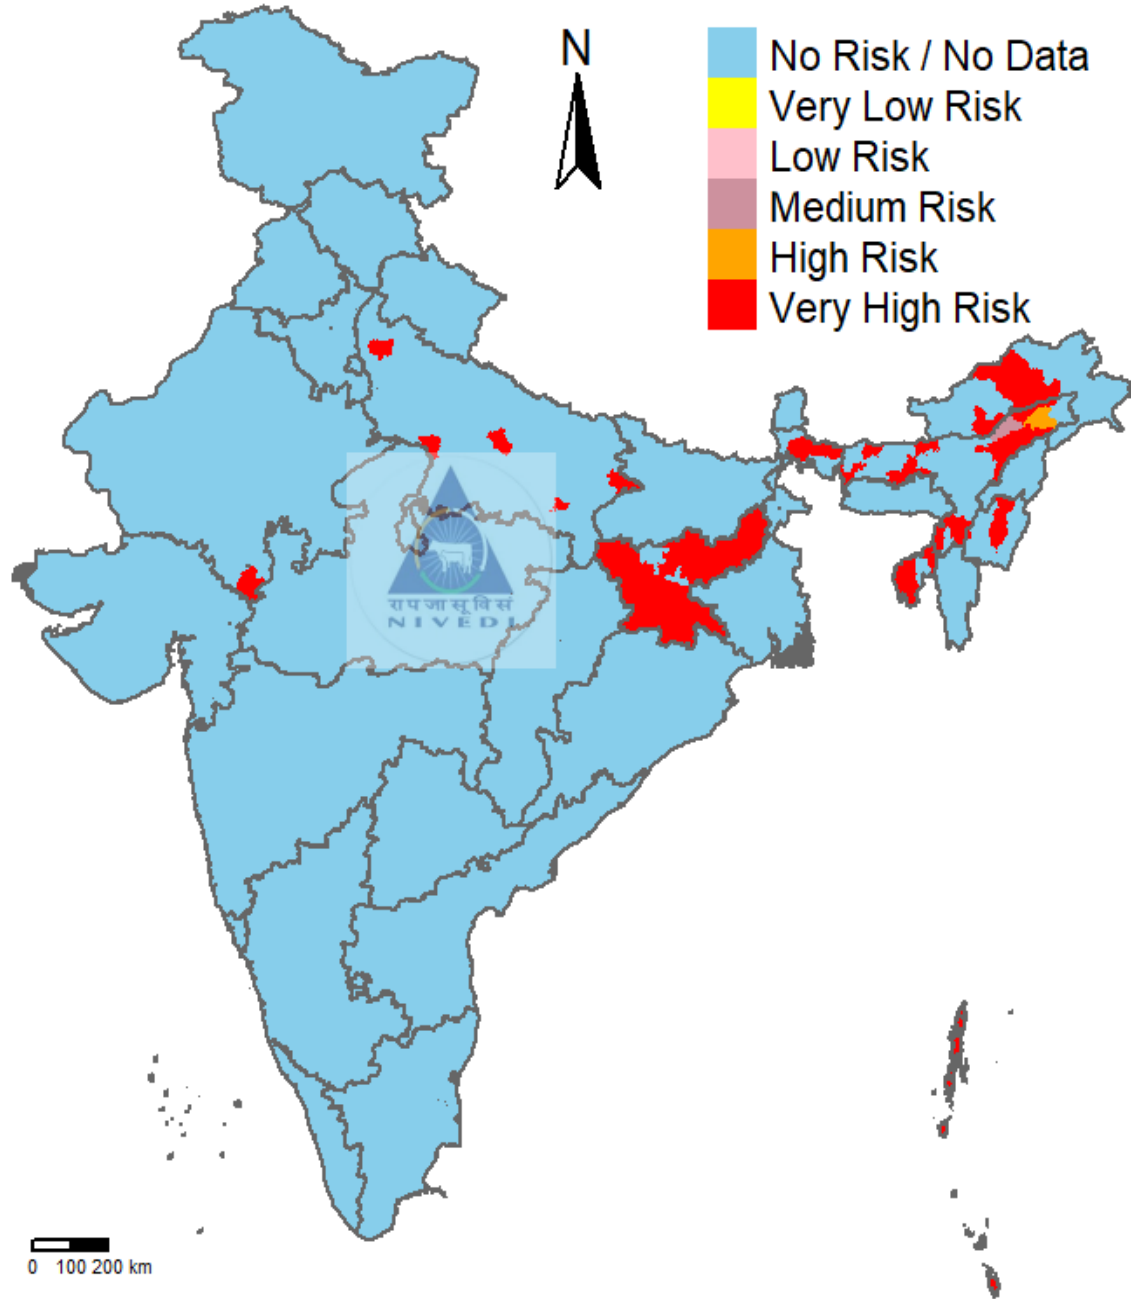 N
No Risk / No Data
Very Low Risk
Low Risk
Medium Risk
High Risk
Very High Risk
रा प जा सू वि सं
NIVEDI
0 100 200 km